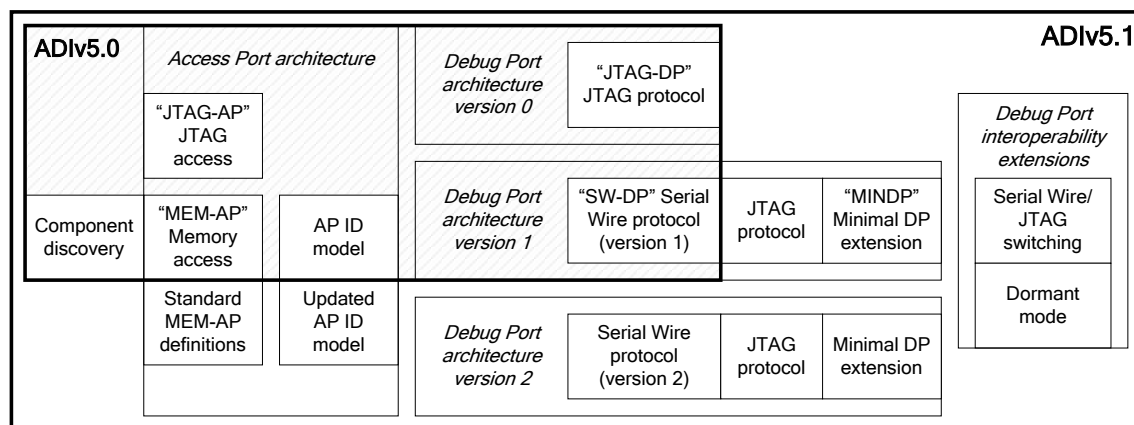 ADIv5.0
ADIv5.1
Access Port architecture
“JTAG-AP”
JTAG
access
Component
discovery
“MEM-AP”
Memory
access
AP ID
model
Standard
MEM-AP
definitions
Updated
AP ID
model
Debug Port
architecture
version 0
“JTAG-DP”
JTAG protocol
Debug Port
architecture
version 1
“SW-DP” Serial
Wire protocol
(version 1)
JTAG
protocol
“MINDP”
Minimal DP
extension
Debug Port
architecture
version 2
Serial Wire
protocol
(version 2)
JTAG
protocol
Minimal DP
extension
Debug Port
interoperability
extensions
Serial Wire/
JTAG
switching
Dormant
mode